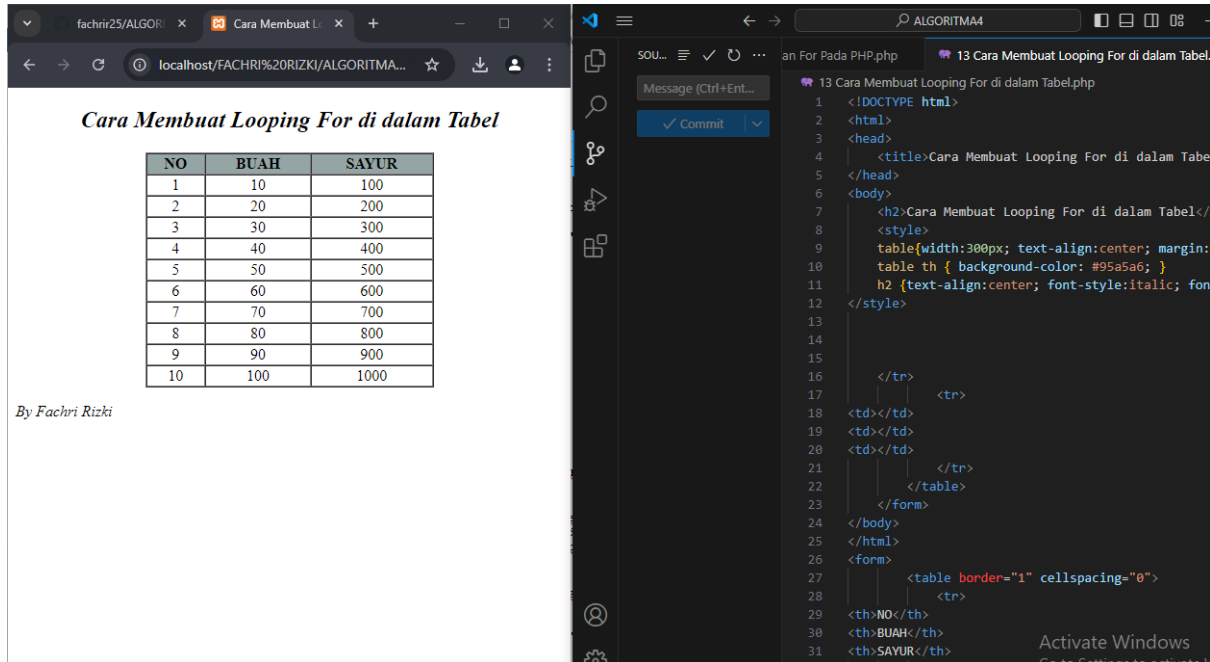 fachrir25/ALGOR
Cara Membuat Lo
localhost/FACHRI%20RIZKI/ALGORITMA...
Cara Membuat Looping For di dalam Tabel
NO BUAH SAYUR
1 10 100
2 20 200
3 30 300
4 40 400
5 50 500
6 60 600
7 70 700
8 80 800
9 90 900
10 100 1000
By Fachri Rizki
ALGORITMA4
SOU...
Message (Ctrl+Ent...
Commit
an For Pada PHP.php
13 Cara Membuat Looping For di dalam Tabel.
13 Cara Membuat Looping For di dalam Tabel.php
1 <!DOCTYPE html>
2 <html>
3 <head>
4 <title>Cara Membuat Looping For di dalam Tabe
5 </head>
6 <body>
7 <h2>Cara Membuat Looping For di dalam Tabel</
8 <style>
9 table{width:300px; text-align:center; margin:
10 table th { background-color: #95a5a6; }
11 h2 {text-align:center; font-style:italic; fon
12 </style>
13
14
15
16 </tr>
17 <tr>
18 <td></td>
19 <td></td>
20 <td></td>
21 </tr>
22 </table>
23 </form>
24 </body>
25 </html>
26 <form>
27 <table border="1" cellspacing="0">
28 <tr>
29 <th>NO</th>
30 <th>BUAH</th>
31 <th>SAYUR</th>
Activate Windows